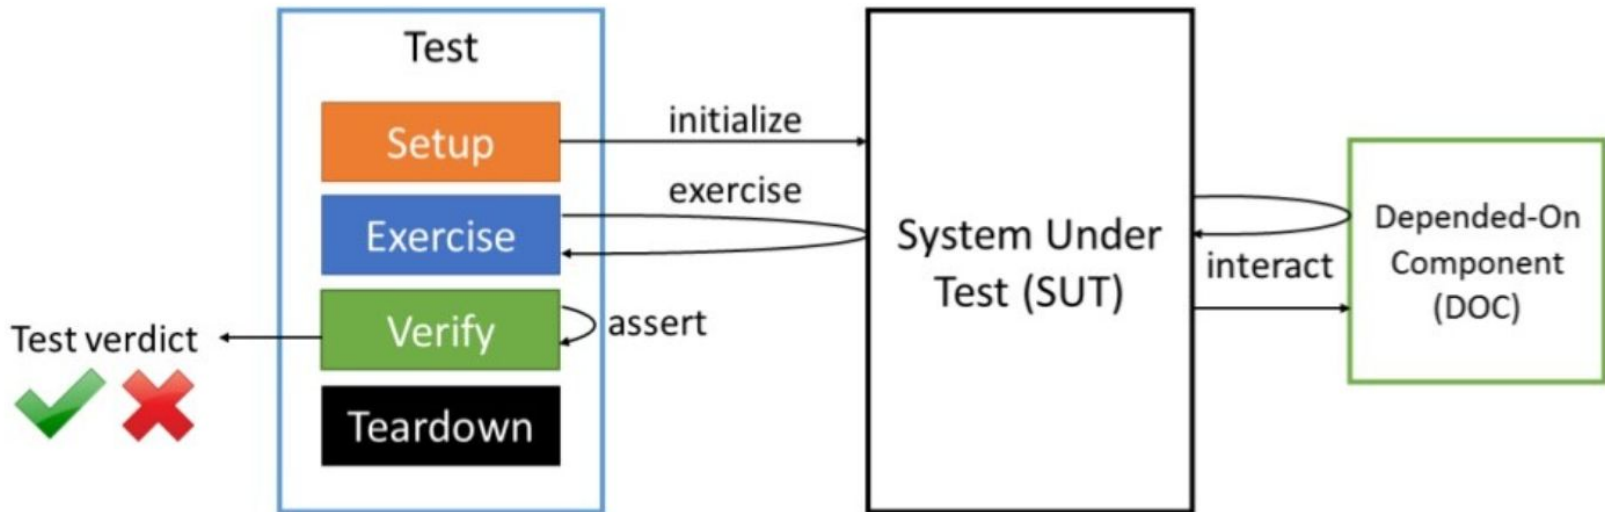 Test
Setup
initialize
Exercise
exercise
Verify
assert
Test verdict
Teardown
System Under
Test (SUT)
interact
Depended-On
Component
(DOC)